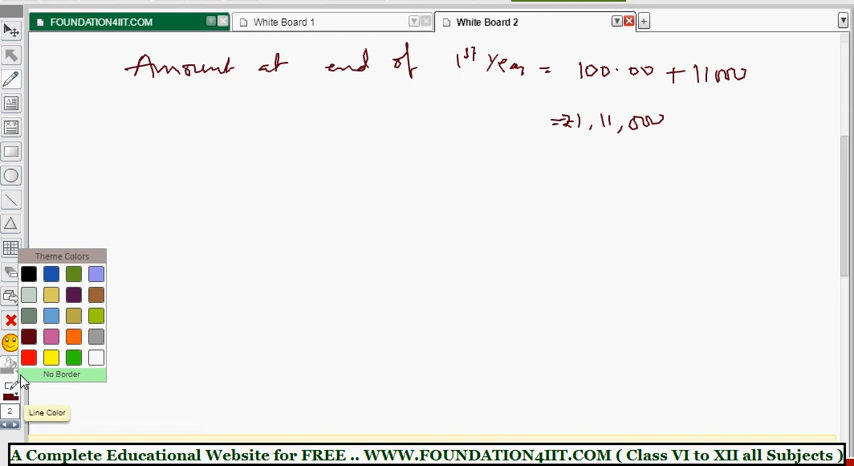 FOUNDATION4IIT.COM White Board 1 White Board 2
Amount at end of 1st Year = 100.00 + 11000
= 21, 11, 000
Theme Colors
No Border
2
Line Color
A Complete Educational Website for FREE .. WWW.FOUNDATION4IIT.COM ( Class VI to XII all Subjects )